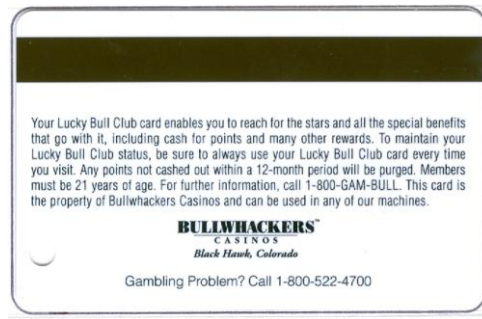 Your Lucky Bull Club card enables you to reach for the stars and all the special benefits
that go with it, including cash for points and many other rewards. To maintain your
Lucky Bull Club status, be sure to always use your Lucky Bull Club card every time
you visit. Any points not cashed out within a 12-month period will be purged. Members
must be 21 years of age. For further information, call 1-800-GAM-BULL. This card is
the property of Bullwhackers Casinos and can be used in any of our machines.
BULLWHACKERS™
CASINOS
Black Hawk, Colorado
Gambling Problem? Call 1-800-522-4700